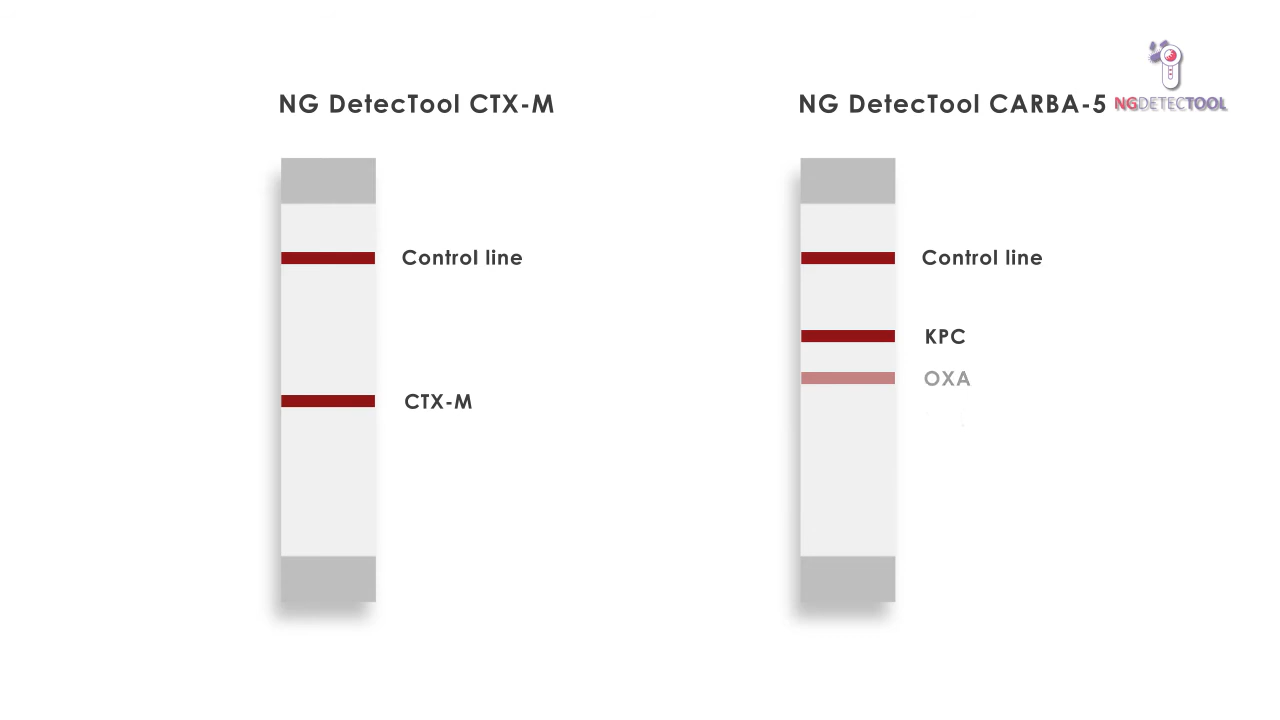 NG DetecTool CTX-M
Control line
CTX-M
NG DetecTool CARBA-5
NGDETECTOOL
Control line
KPC
OXA